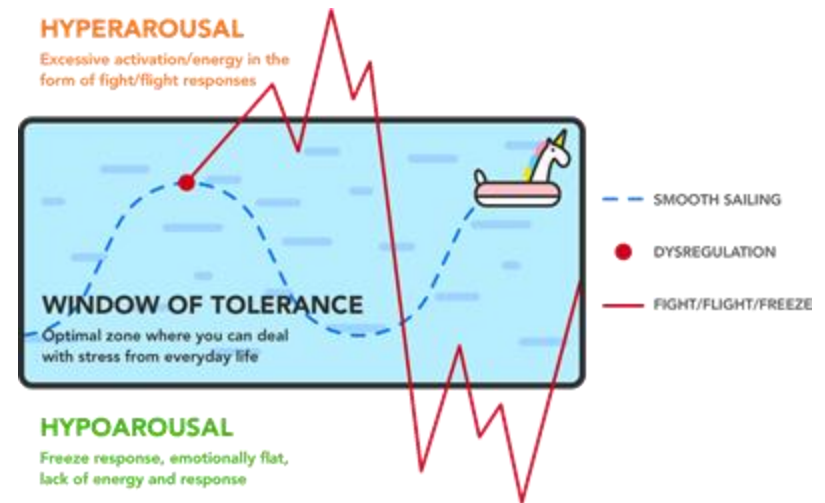 HYPERAROUSAL
Excessive activation/energy in the
form of fight/flight responses
SMOOTH SAILING
DYSREGULATION
FIGHT/FLIGHT/FREEZE
WINDOW OF TOLERANCE
Optimal zone where you can deal
with stress from everyday life
HYPOAROUSAL
Freeze response, emotionally flat,
lack of energy and response